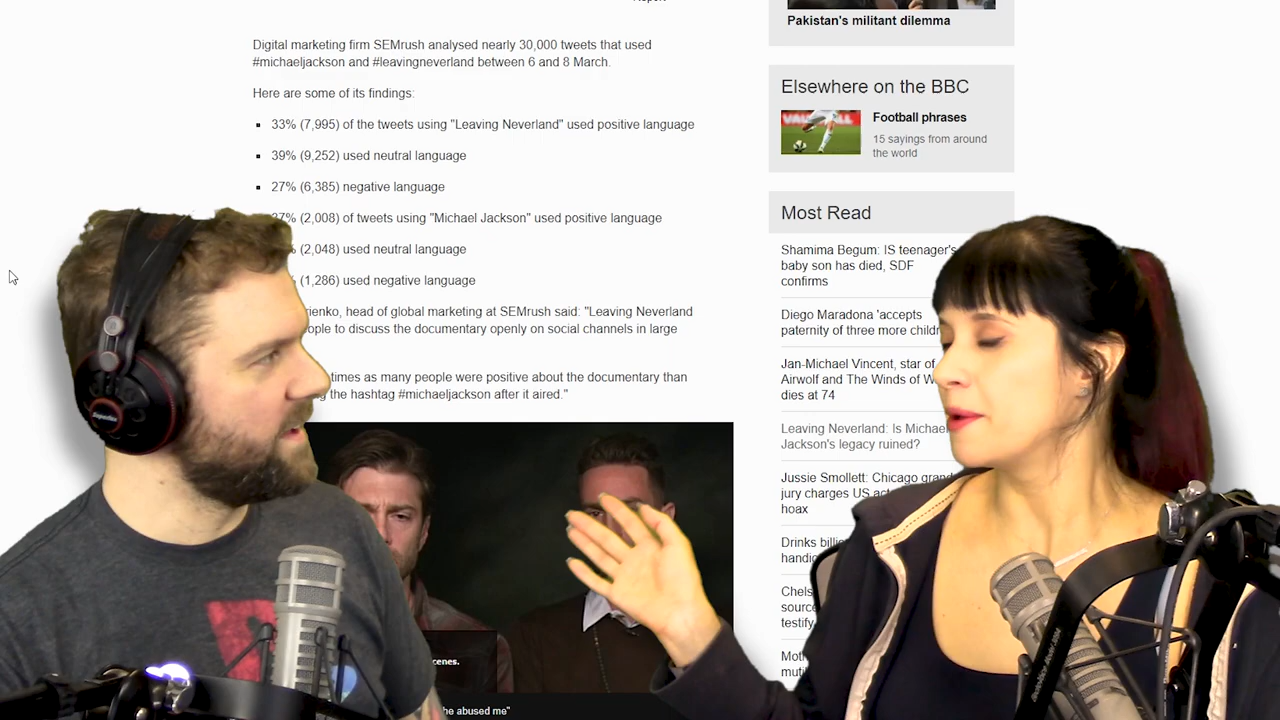 Digital marketing firm SEMrush analysed nearly 30,000 tweets that used
#michaeljackson and #leavingneverland between 6 and 8 March.
Here are some of its findings:
33% (7,995) of the tweets using "Leaving Neverland" used positive language
39% (9,252) used neutral language
27% (6,385) negative language
(2,008) of tweets using "Michael Jackson" used positive language
(2,048) used neutral language
(1,286) used negative language
head of global marketing at SEMrush said: "Leaving Neverland
to discuss the documentary openly on social channels in large
times as many people were positive about the documentary than
the hashtag #michaeljackson after it aired."
he abused me"
Pakistan's militant dilemma
Elsewhere on the BBC
Football phrases
15 sayings from around
the world
Most Read
Shamima Begum: IS teenager's
baby son has died, SDF
confirms
Diego Maradona 'accepts
paternity of three more
Jan-Michael Vincent, star of
Airwolf and The Winds of
dies at 74
Leaving Neverland: Is Michael
Jackson's legacy ruined?
Jussie Smollett: Chicago grand
jury charges US
hoax
Drinks
testify